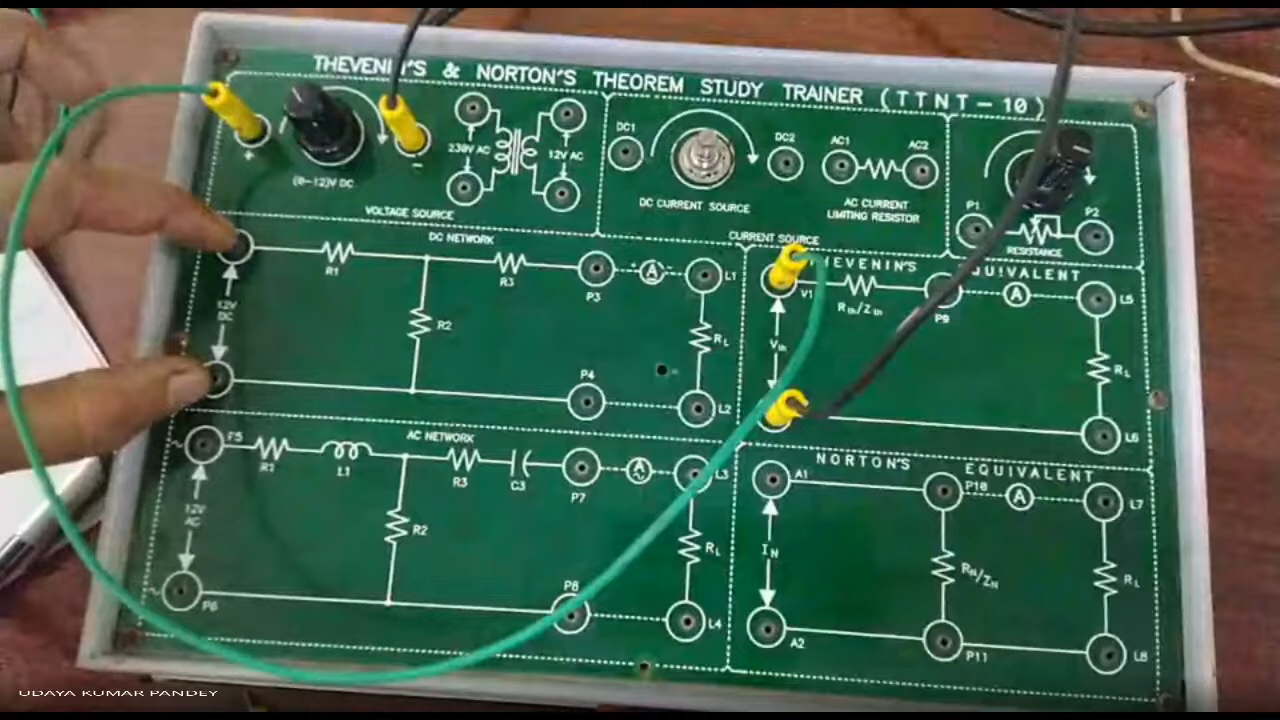 THEVENIN'S & NORTON'S THEOREM STUDY TRAINER (TTNT-10)
+
-
(0-12)V DC
230V AC
12V AC
VOLTAGE SOURCE
DC1
DC2
DC CURRENT SOURCE
AC1
AC2
AC CURRENT
LIMITING RESISTOR
CURRENT SOURCE
P1
P2
RESISTANCE
DC NETWORK
12V
DC
R1
R2
R3
P3
A
L1
RL
P4
L2
THEVENIN'S
EQUIVALENT
V1
Rth/Zth
P9
A
L5
Vth
RL
L6
AC NETWORK
P5
12V
AC
R1
L1
R2
R3
C3
P7
A
L3
RL
P8
L4
P6
NORTON'S
EQUIVALENT
A1
P10
A
L7
IN
RN/ZN
RL
A2
P11
L8
UDAYA KUMAR PANDEY